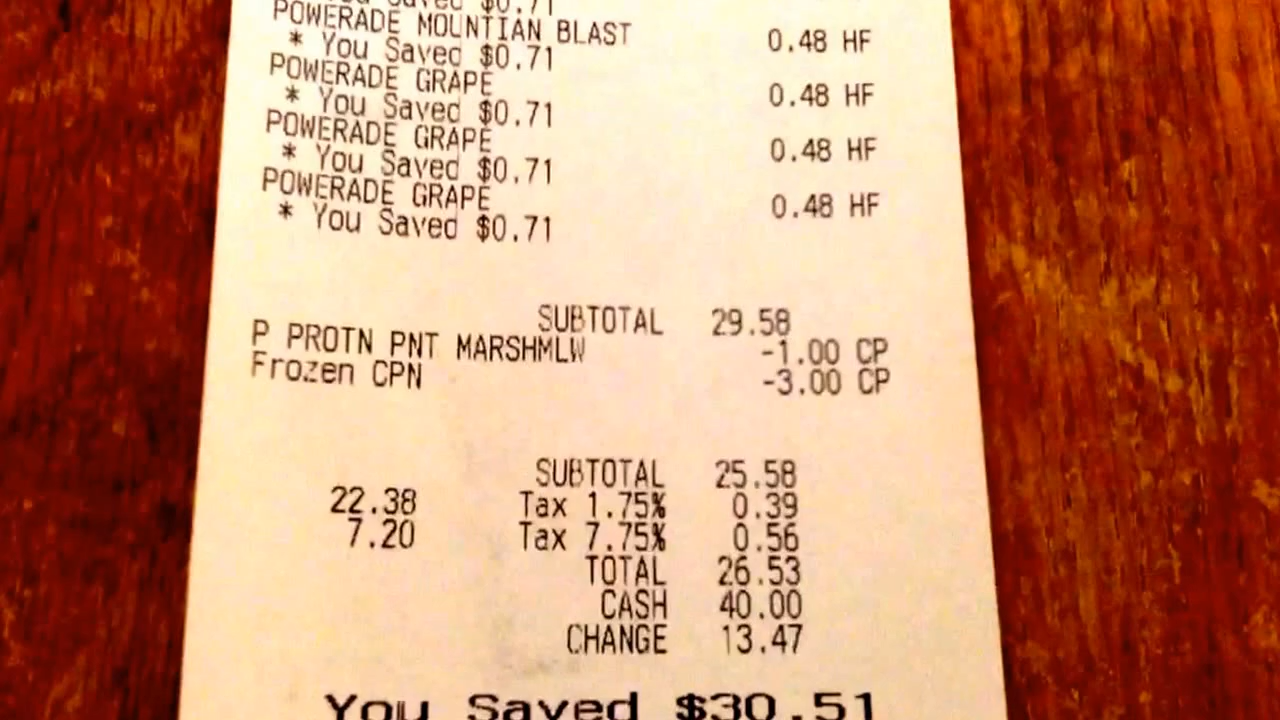 You Saved $0.71
POWERADE MOUNTIAN BLAST 0.48 HF
* You Saved $0.71
POWERADE GRAPE 0.48 HF
* You Saved $0.71
POWERADE GRAPE 0.48 HF
* You Saved $0.71
POWERADE GRAPE 0.48 HF
* You Saved $0.71
SUBTOTAL 29.58
P PROTN PNT MARSHMLW -1.00 CP
Frozen CPN -3.00 CP
SUBTOTAL 25.58
22.38 Tax 1.75% 0.39
7.20 Tax 7.75% 0.56
TOTAL 26.53
CASH 40.00
CHANGE 13.47
You Saved $30.51